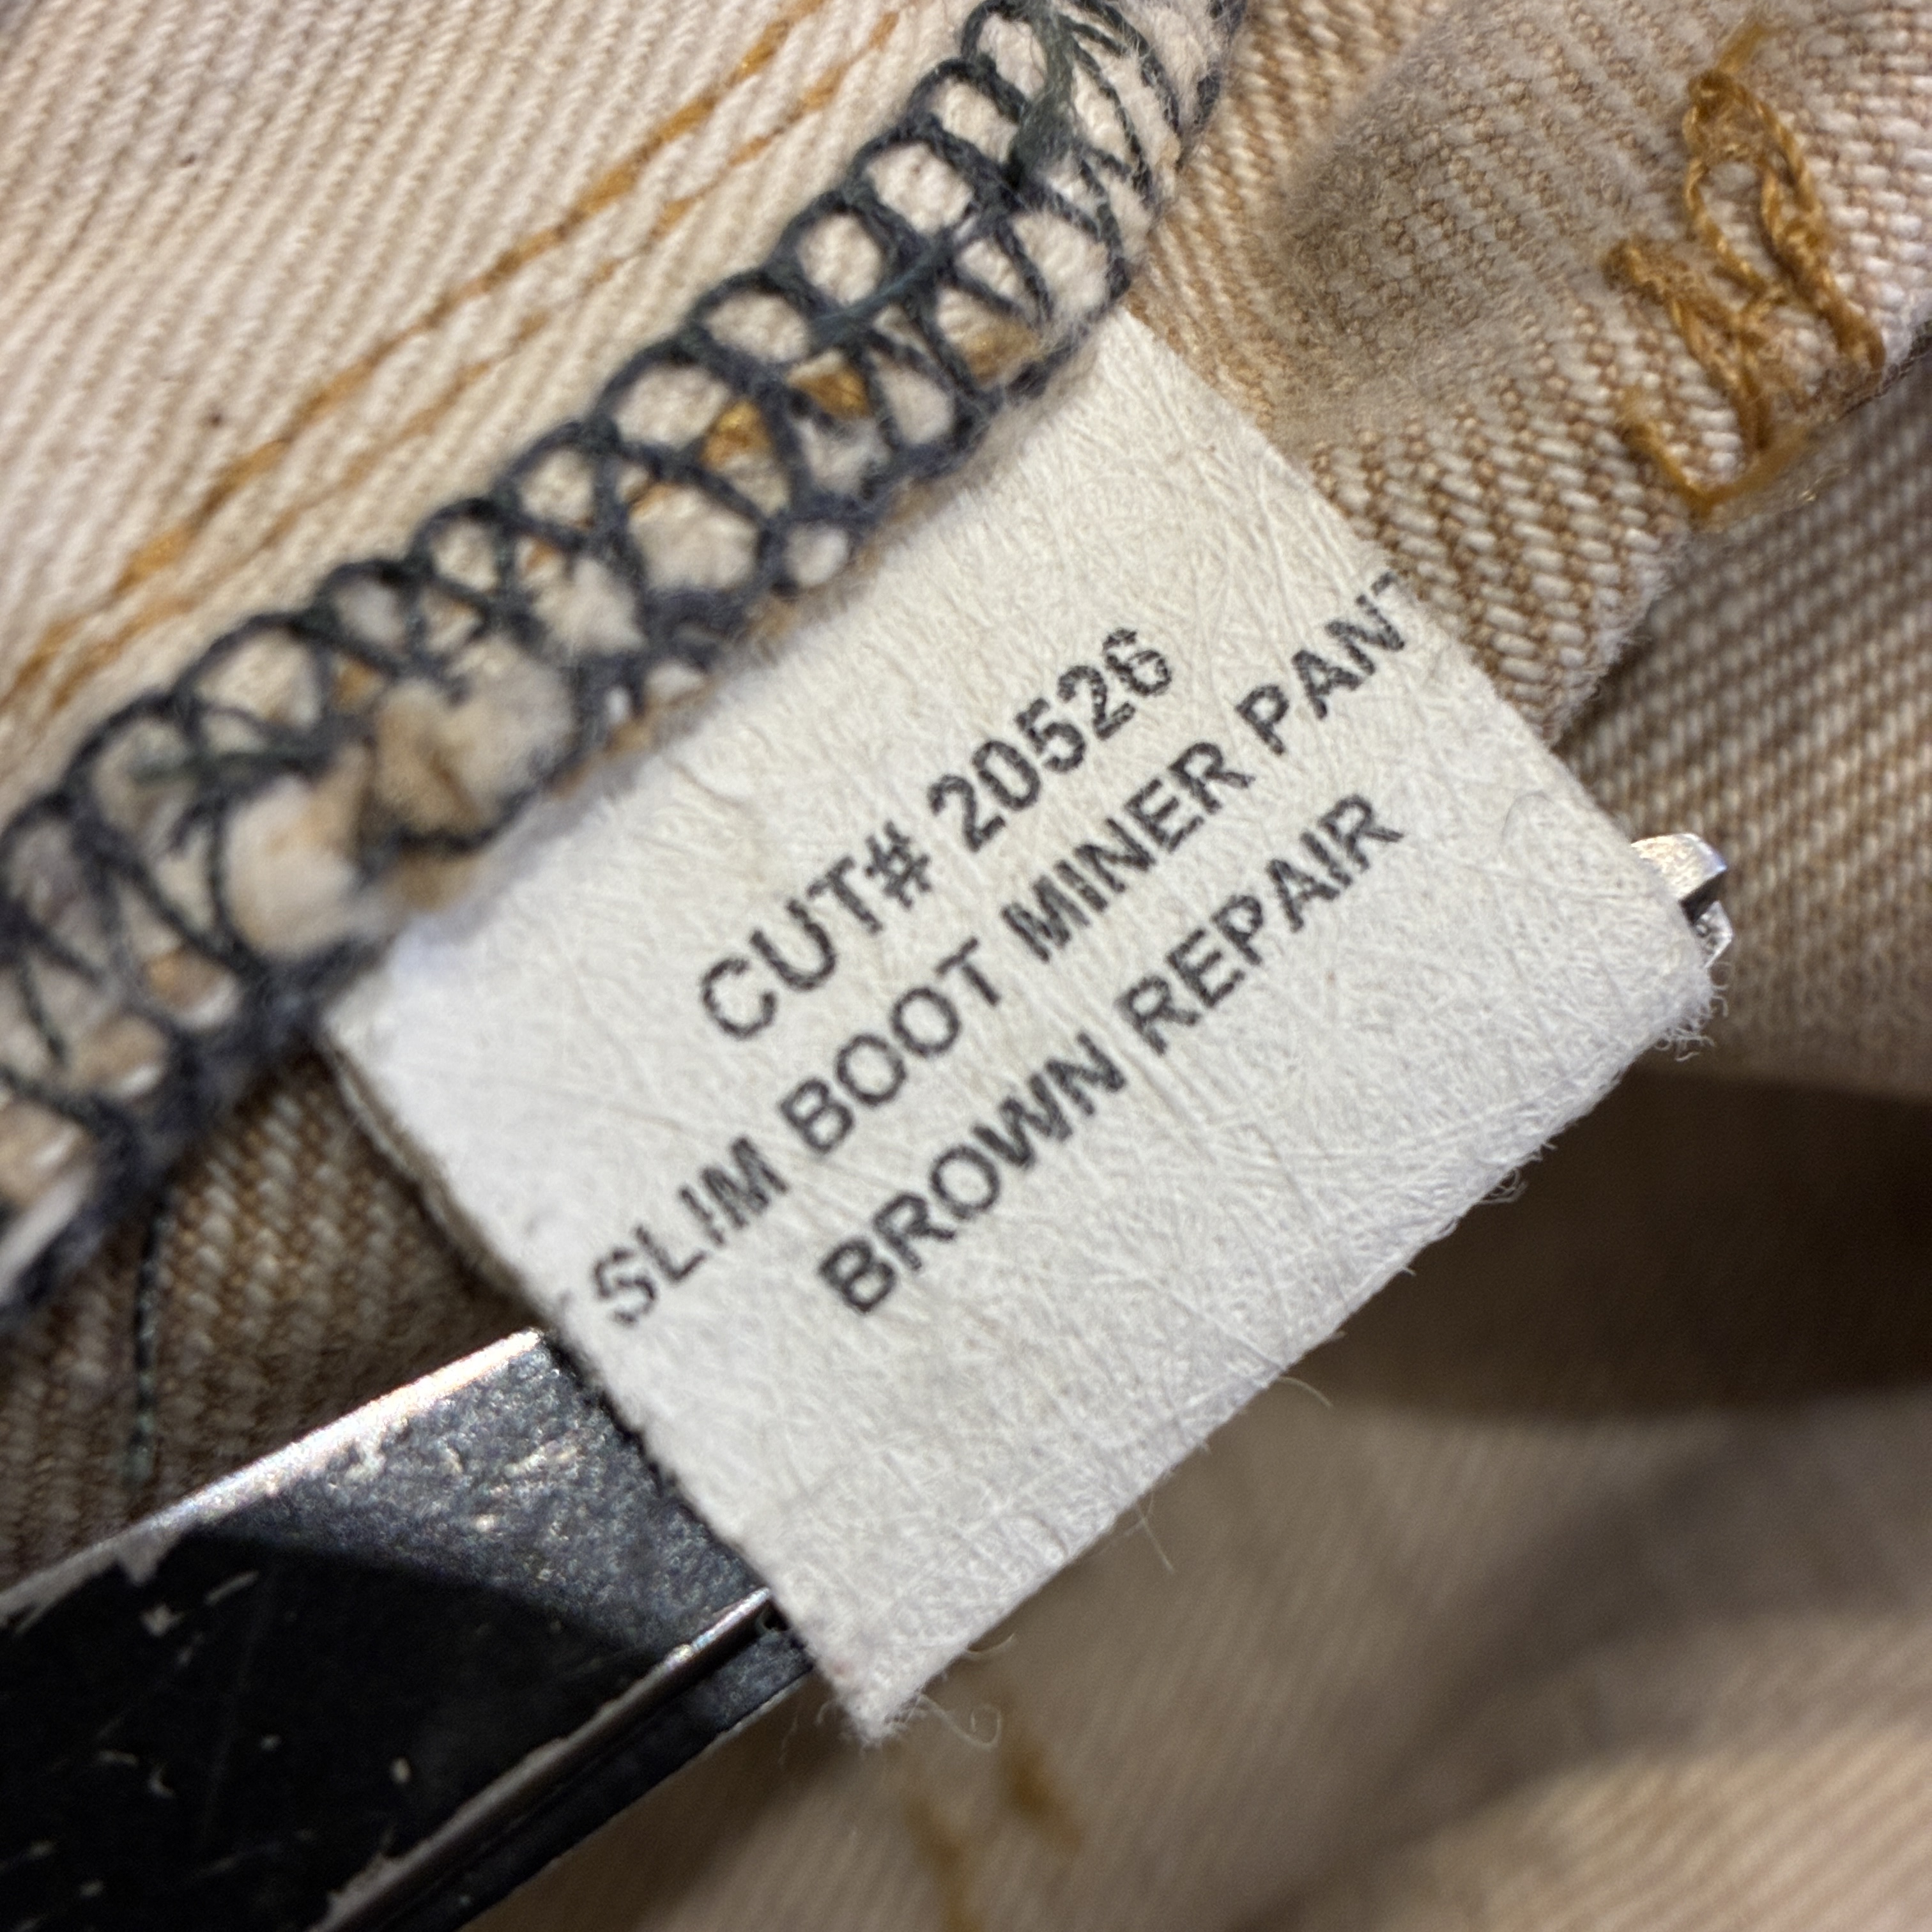 CUT# 20526
SLIM BOOT MINER PANT
BROWN REPAIR